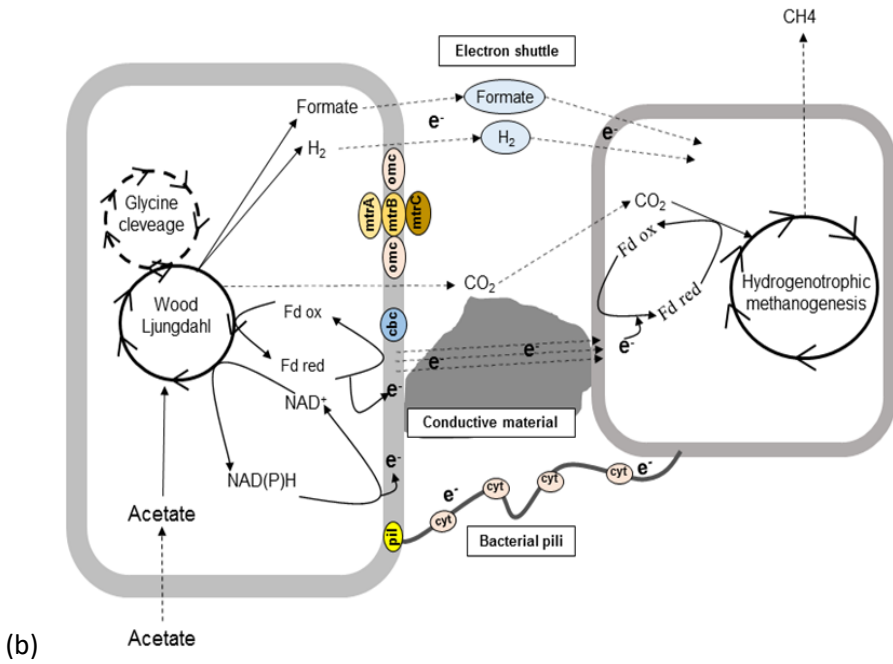 CH4
Electron shuttle
Formate
Formate
e-
e-
H2
H2
omc
mtrA
mtrB
mtrC
omc
Glycine
cleveage
CO2
Fd ox
Fd red
e-
Hydrogenotrophic
methanogenesis
CO2
Wood
Ljungdahl
Fd ox
cbc
Fd red
e-
e-
e-
NAD+
Conductive material
e-
NAD(P)H
Acetate
pil
e-
cyt
cyt
cyt
cyt
e-
Bacterial pili
(b)
Acetate